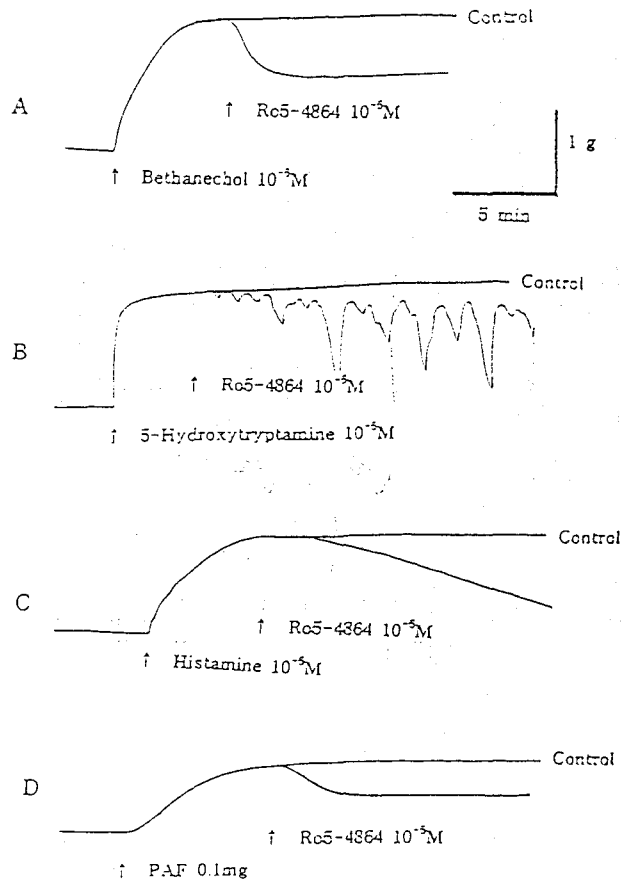 Control
A
↑ Ro5-4864 10⁻⁵M
1 g
↑ Bethanechol 10⁻⁵M
5 min
Control
B
↑ Ro5-4864 10⁻⁵M
↑ 5-Hydroxytryptamine 10⁻⁵M
Control
C
↑ Ro5-4864 10⁻⁵M
↑ Histamine 10⁻⁵M
Control
D
↑ Ro5-4864 10⁻⁵M
↑ PAF 0.1mg